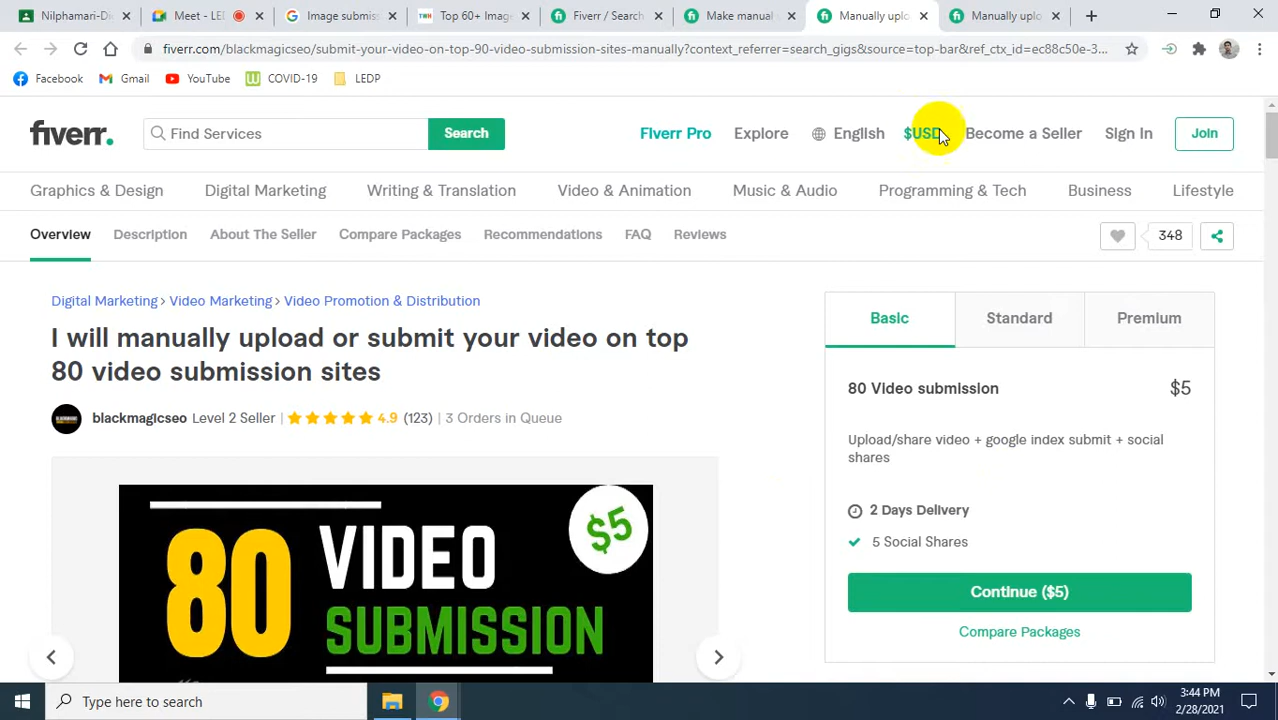 Nilphamari-Di
Meet - LED
Image submis
Top 60+ Imag
Fiverr / Search
Make manual
Manually uplo
Manually uplo
fiverr.com/blackmagicseo/submit-your-video-on-top-90-video-submission-sites-manually?context_referrer=search_gigs&source=top-bar&ref_ctx_id=ec88c50e-3...
Facebook
Gmail
YouTube
COVID-19
LEDP
fiverr.
Find Services
Search
Fiverr Pro
Explore
English
$USD
Become a Seller
Sign In
Join
Graphics & Design
Digital Marketing
Writing & Translation
Video & Animation
Music & Audio
Programming & Tech
Business
Lifestyle
Overview
Description
About The Seller
Compare Packages
Recommendations
FAQ
Reviews
348
Digital Marketing > Video Marketing > Video Promotion & Distribution
I will manually upload or submit your video on top
80 video submission sites
blackmagicseo Level 2 Seller | 4.9 (123) | 3 Orders in Queue
80 VIDEO
SUBMISSION
$5
Basic
Standard
Premium
80 Video submission
$5
Upload/share video + google index submit + social
shares
2 Days Delivery
5 Social Shares
Continue ($5)
Compare Packages
Type here to search
3:44 PM
2/28/2021